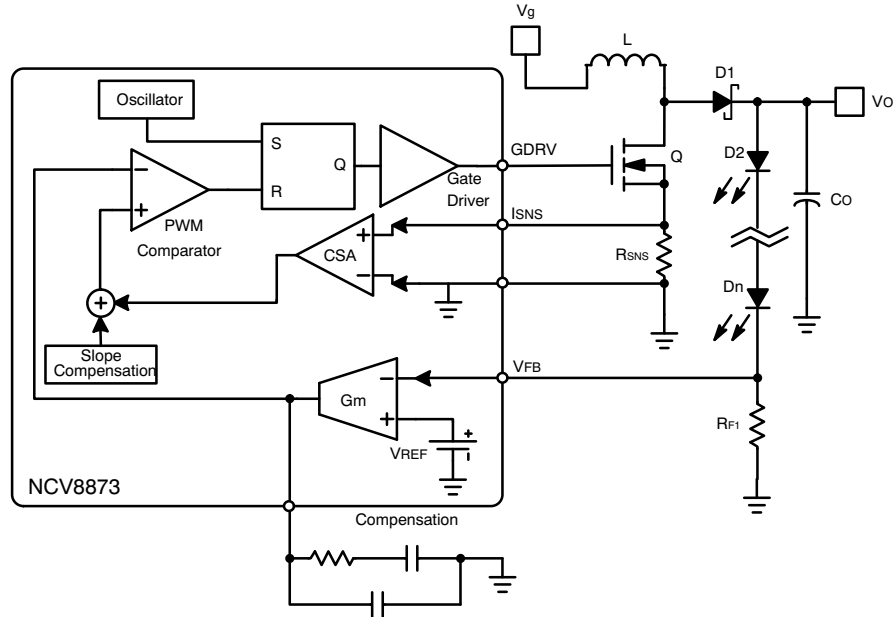 Vg
L
D1
VO
Oscillator
S
Q
R
GDRV
Q
D2
Gate
Driver
PWM
Comparator
CSA
ISNS
RSNS
CO
+
-
+
-
+
Slope
Compensation
Dn
Gm
-
+
VFB
VREF
+
-
RF1
NCV8873
Compensation